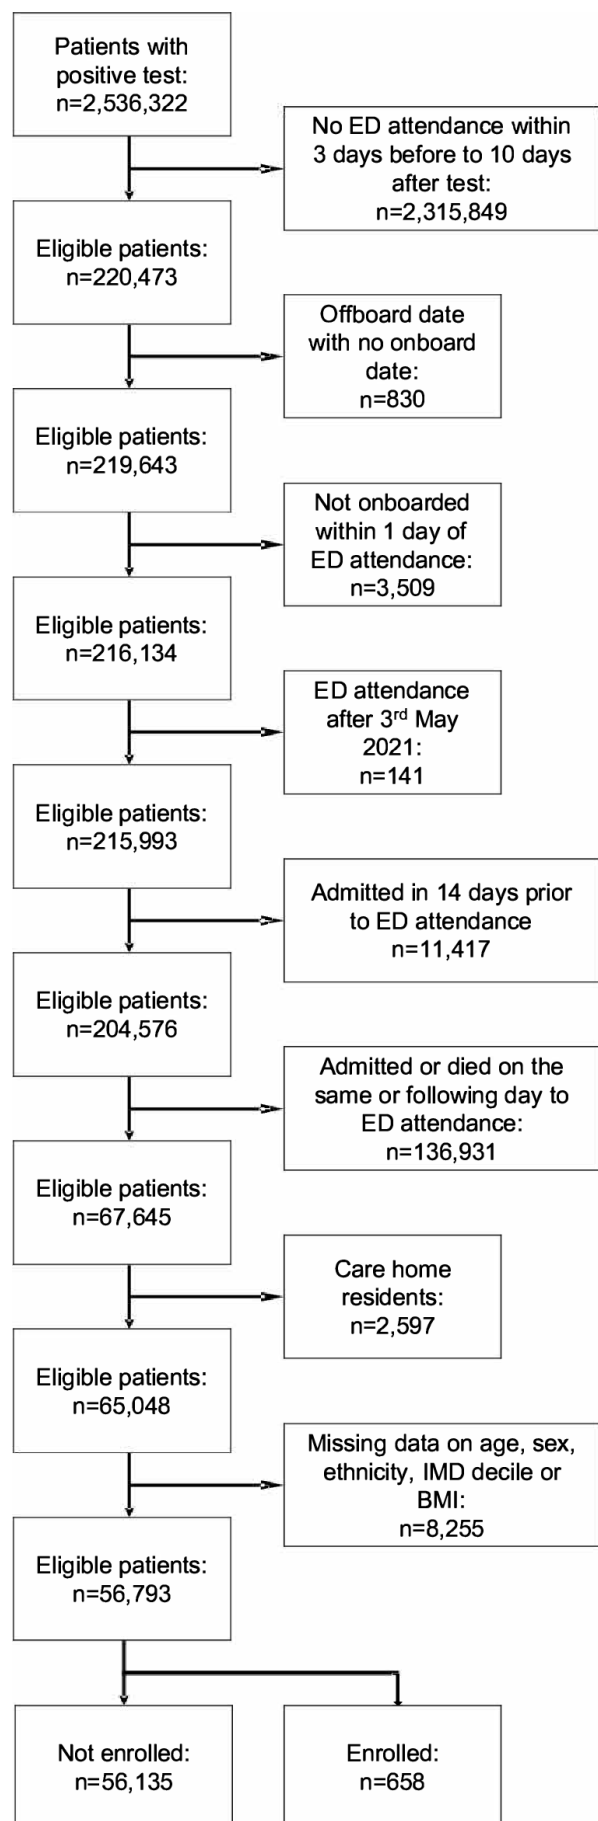 Patients with
positive test:
n=2,536,322
No ED attendance within
3 days before to 10 days
after test:
n=2,315,849
Eligible patients:
n=220,473
Offboard date
with no onboard
date:
n=830
Eligible patients:
n=219,643
Not onboarded
within 1 day of
ED attendance:
n=3,509
Eligible patients:
n=216,134
ED attendance
after 3rd May
2021:
n=141
Eligible patients:
n=215,993
Admitted in 14 days prior
to ED attendance
n=11,417
Eligible patients:
n=204,576
Admitted or died on the
same or following day to
ED attendance:
n=136,931
Eligible patients:
n=67,645
Care home
residents:
n=2,597
Eligible patients:
n=65,048
Missing data on age, sex,
ethnicity, IMD decile or
BMI:
n=8,255
Eligible patients:
n=56,793
Not enrolled:
n=56,135
Enrolled:
n=658